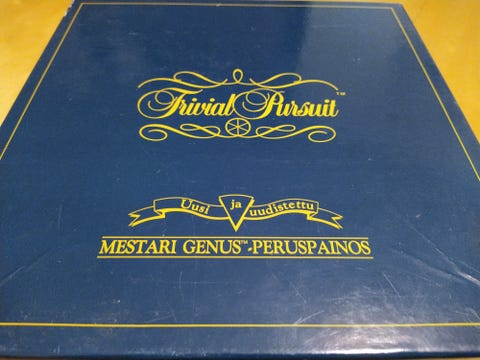 Trivial Pursuit™
Uusi ja uudistettu
MESTARI GENUS™-PERUSPAINOS